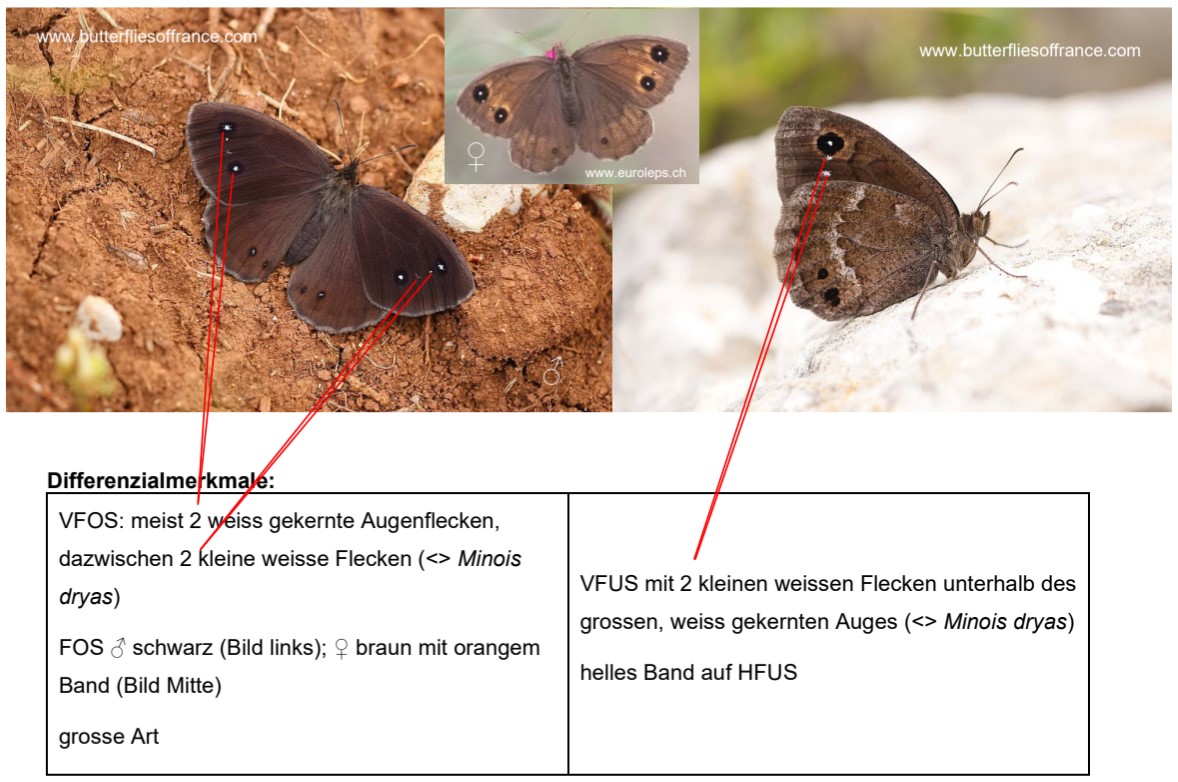 www.butterfliesoffrance.com
www.butterfliesoffrance.com
♀
www.euroleps.ch
♂
Differenzialmerkmale:
VFOS: meist 2 weiss gekernte Augenflecken,
dazwischen 2 kleine weisse Flecken (<> Minois
dryas)
FOS ♂ schwarz (Bild links); ♀ braun mit orangem
Band (Bild Mitte)
grosse Art
VFUS mit 2 kleinen weissen Flecken unterhalb des
grossen, weiss gekernten Auges (<> Minois dryas)
helles Band auf HFUS